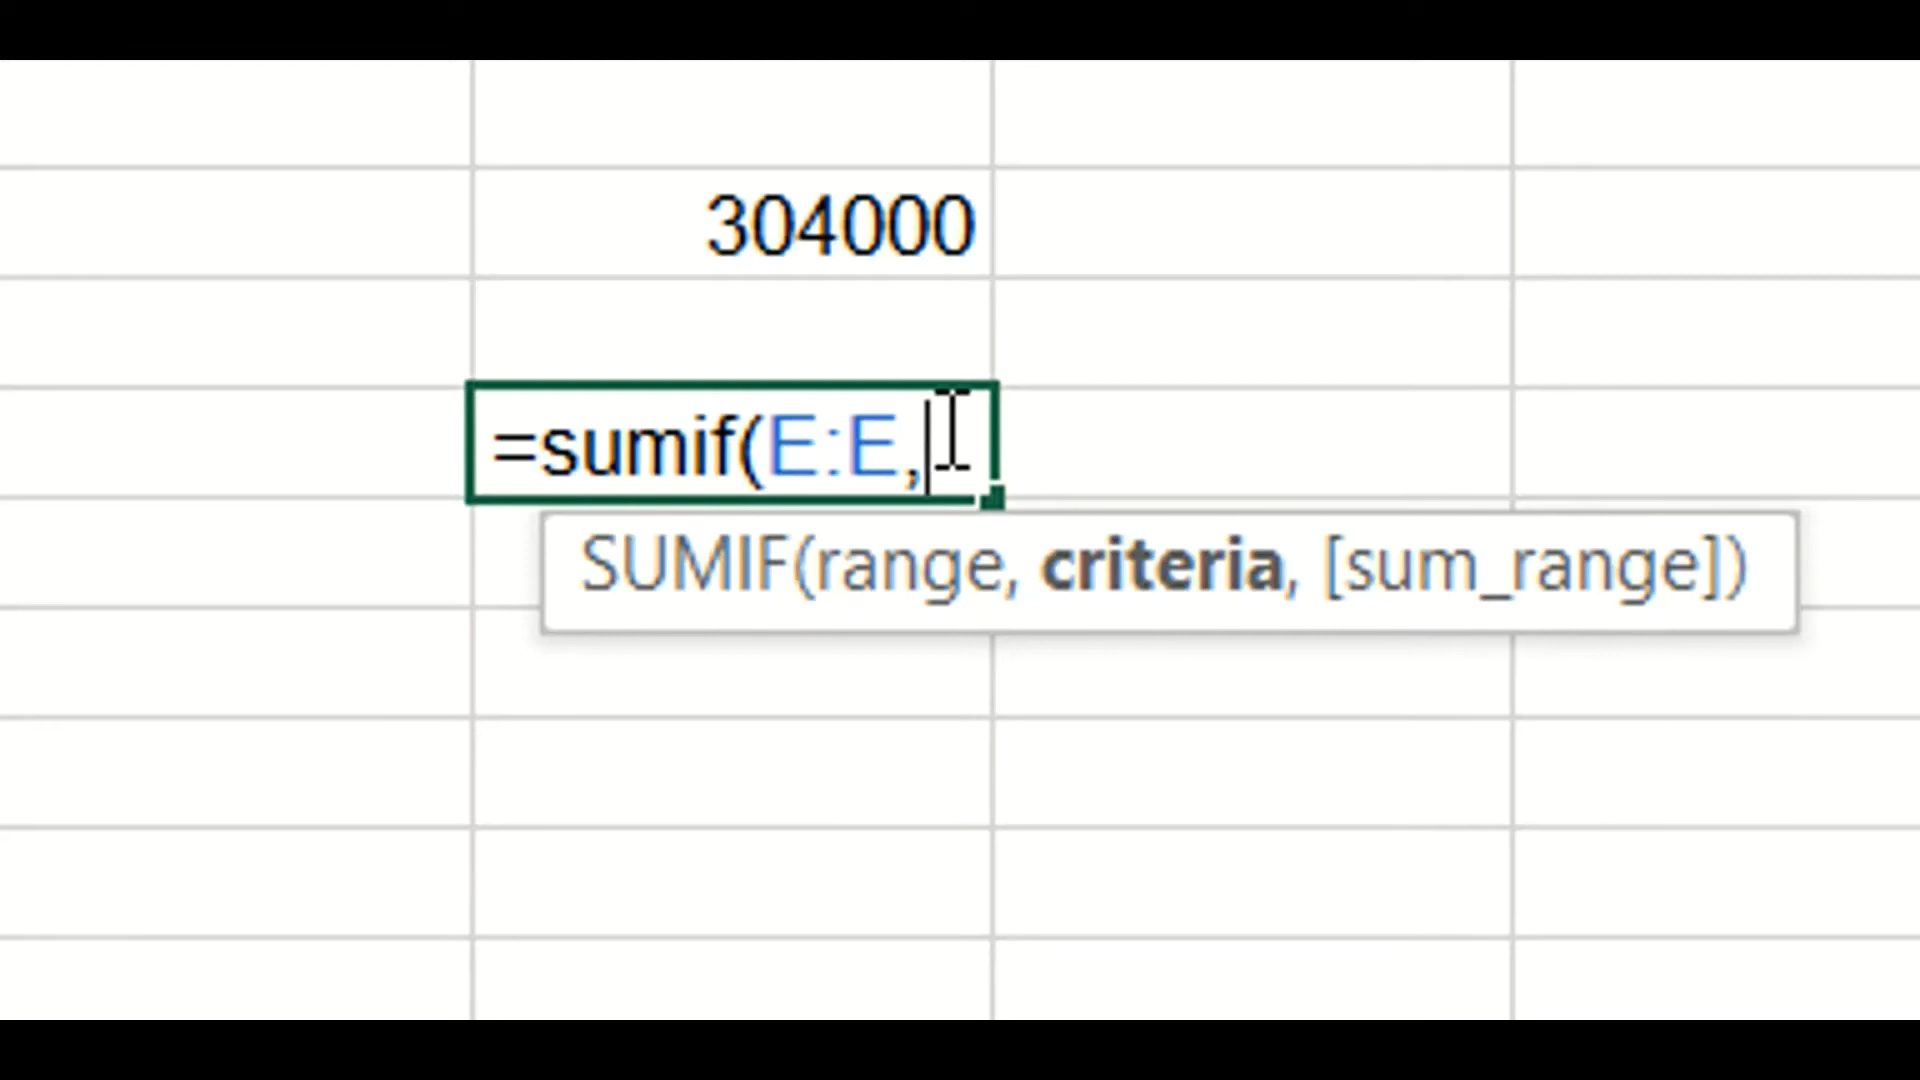 304000
=sumif(E:E,
SUMIF(range, criteria, [sum_range])